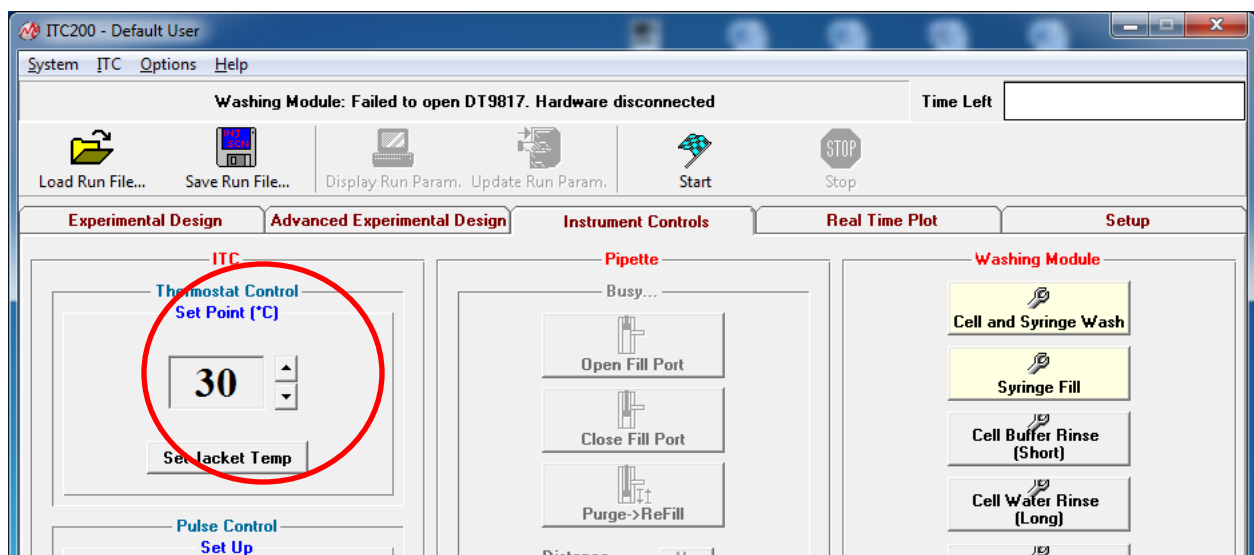 ITC200 - Default User
System ITC Options Help
Washing Module: Failed to open DT9817. Hardware disconnected
Time Left
STOP
Load Run File...
Save Run File...
Display Run Param.
Update Run Param.
Start
Stop
Experimental Design
Advanced Experimental Design
Instrument Controls
Real Time Plot
Setup
ITC
Thermostat Control
Set Point (°C)
30
Set Jacket Temp
Pulse Control
Set Up
Pipette
Busy...
Open Fill Port
Close Fill Port
Purge->ReFill
Distance
Washing Module
Cell and Syringe Wash
Syringe Fill
Cell Buffer Rinse
(Short)
Cell Water Rinse
(Long)